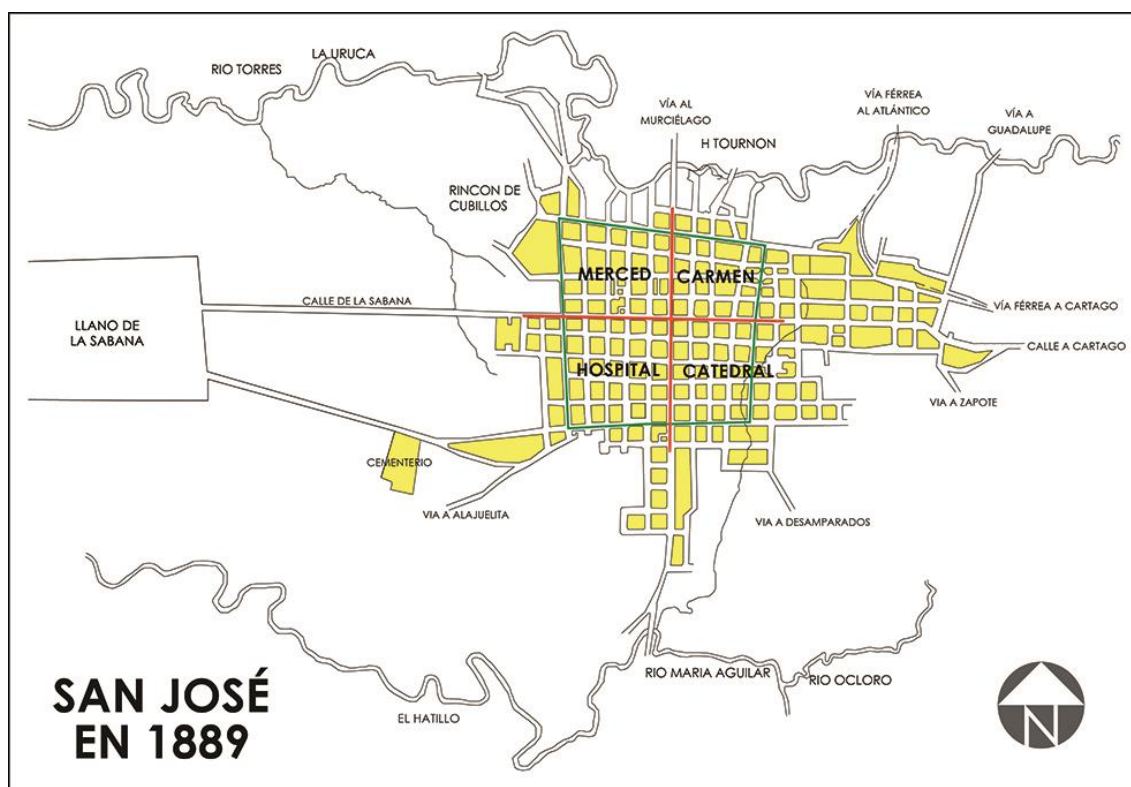 LA URUCA
RIO TORRES
VÍA AL
MURCIÉLAGO
VÍA FÉRREA
AL ATLÁNTICO
VÍA A
GUADALUPE
H TOURNON
RINCON DE
CUBILLOS
MERCED
CARMEN
CALLE DE LA SABANA
VÍA FÉRREA A CARTAGO
LLANO DE
LA SABANA
CALLE A CARTAGO
HOSPITAL
CATEDRAL
VIA A ZAPOTE
CEMENTERIO
VIA A ALAJUELITA
VIA A DESAMPARADOS
RIO MARIA AGUILAR
RIO OCLORO
SAN JOSÉ
EN 1889
EL HATILLO
N